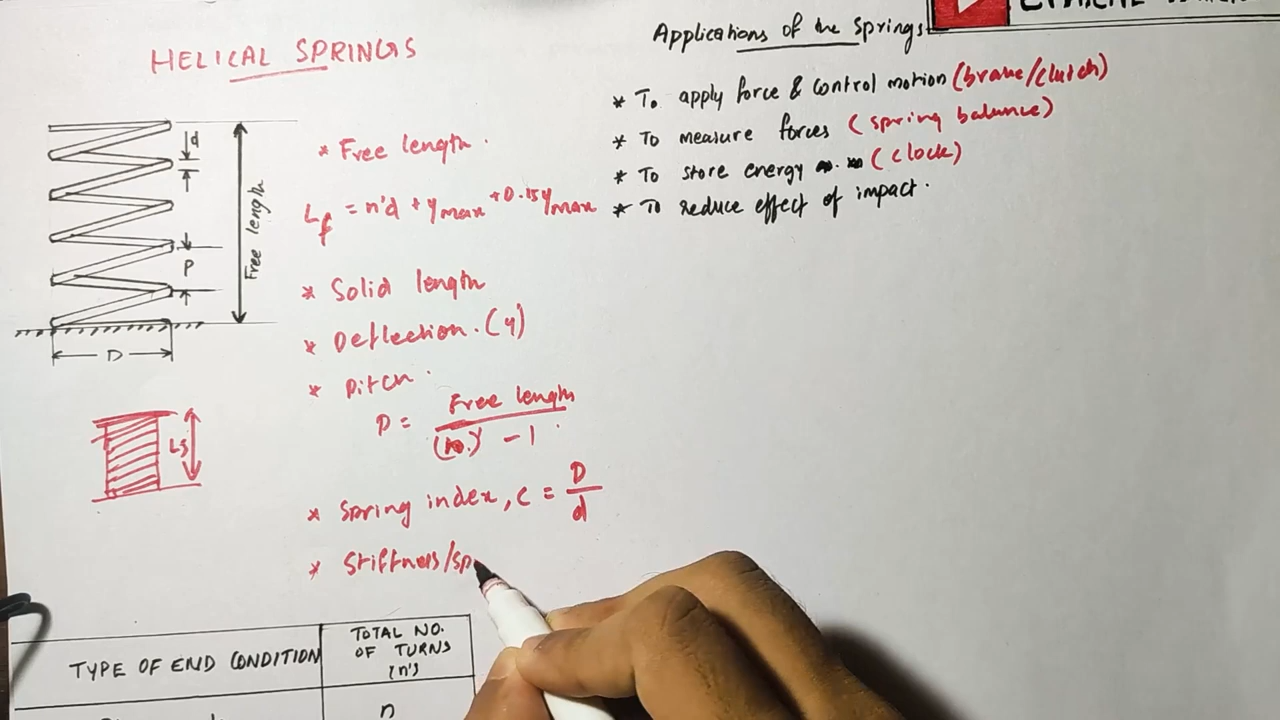 HELICAL SPRINGS
d
Free length
P
D
Ls
* Free length.
Lf = n'd + ymax + 0.15ymax
* Solid length
* Deflection. (y)
* Pitch.
P = Free length
(n') - 1
* Spring index, c = D
d
* Stiffness/sp
TYPE OF END CONDITION
TOTAL NO.
OF TURNS
(n')
n
Applications of the springs
* To apply force & control motion (brake/clutch)
* To measure forces (spring balance)
* To store energy (clock)
* To reduce effect of impact.